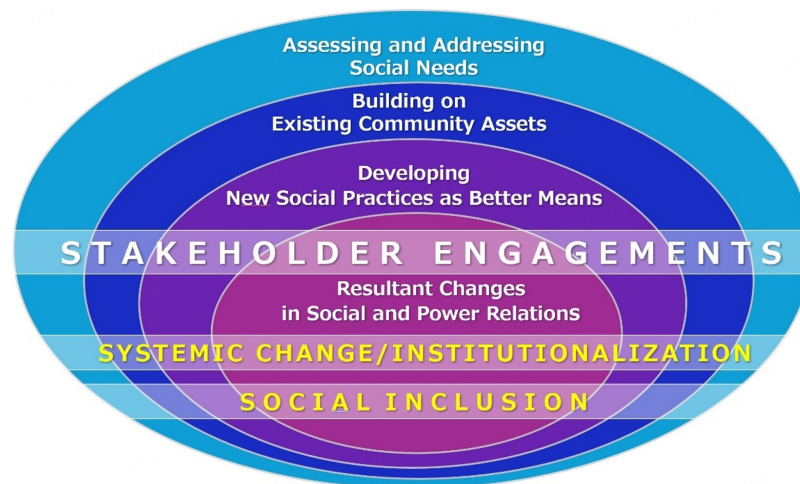 Assessing and Addressing
Social Needs
Building on
Existing Community Assets
Developing
New Social Practices as Better Means
STAKEHOLDER ENGAGEMENTS
Resultant Changes
in Social and Power Relations
SYSTEMIC CHANGE/INSTITUTIONALIZATION
SOCIAL INCLUSION